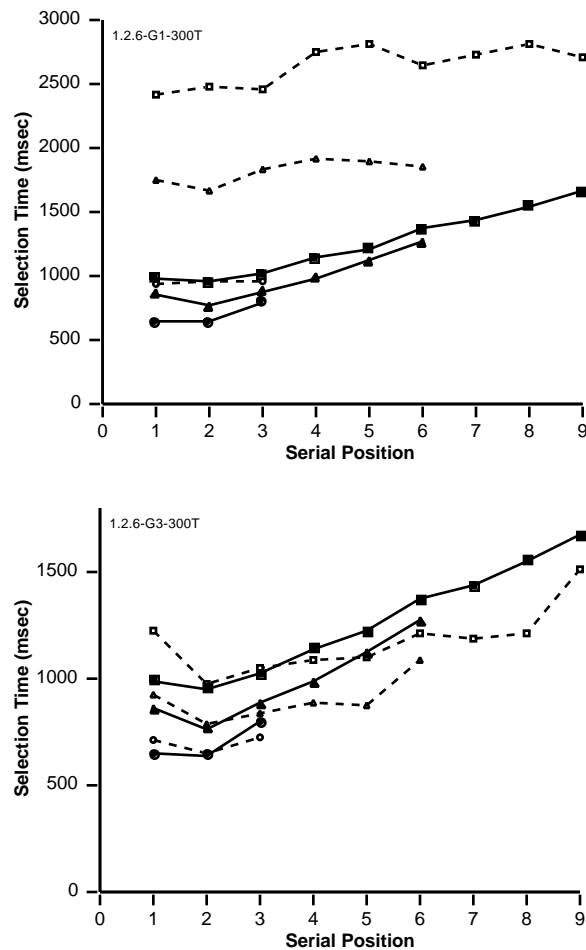 3000
1.2.6-G1-300T
2500
2000
1500
1000
500
0
Selection Time (msec)
0 1 2 3 4 5 6 7 8 9
Serial Position
1.2.6-G3-300T
1500
1000
500
0
Selection Time (msec)
0 1 2 3 4 5 6 7 8 9
Serial Position